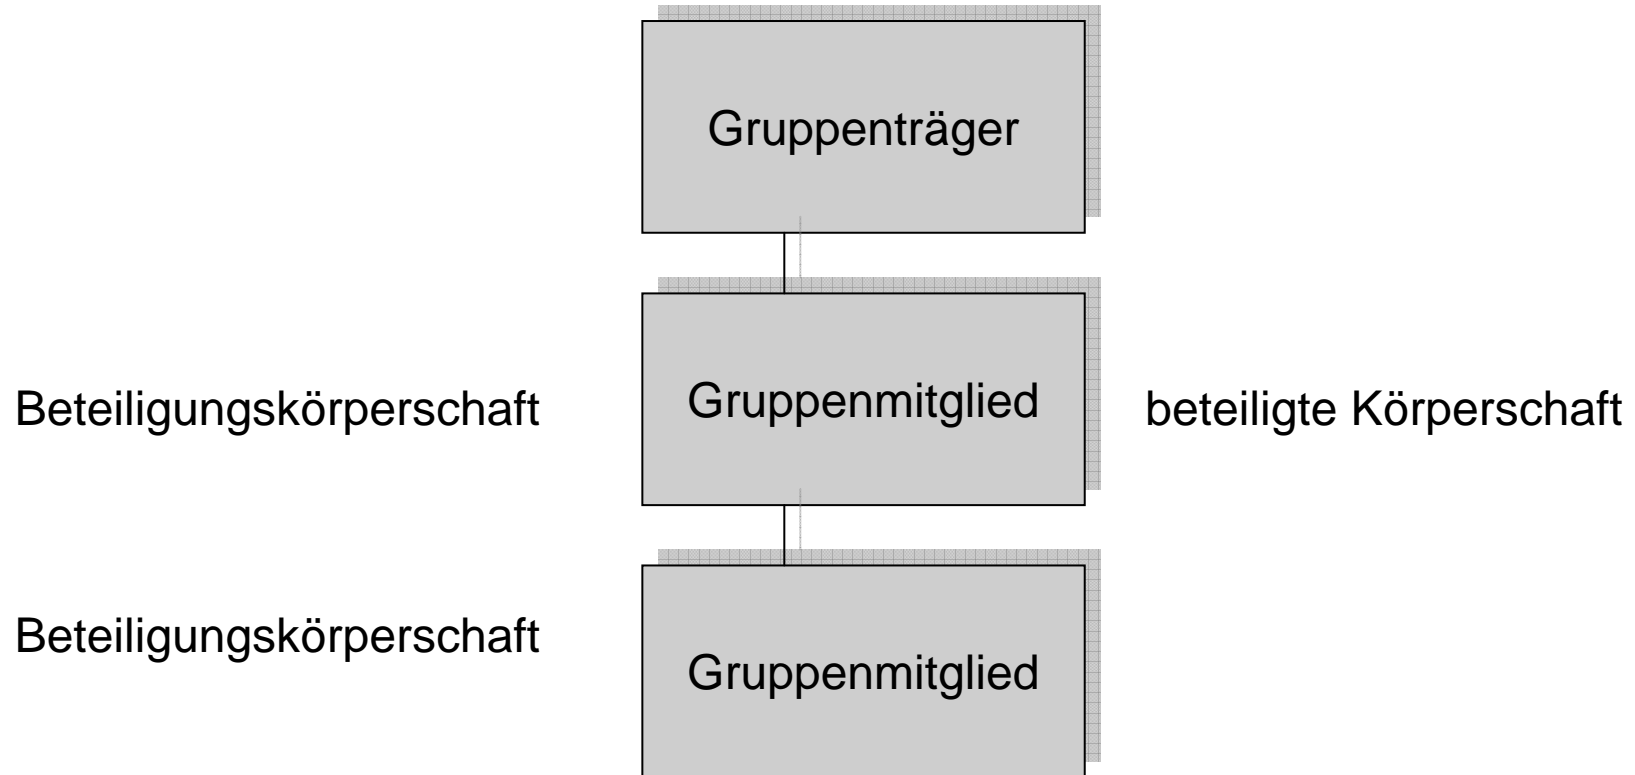 Gruppenträger
Beteiligungskörperschaft
Gruppenmitglied
beteiligte Körperschaft
Beteiligungskörperschaft
Gruppenmitglied